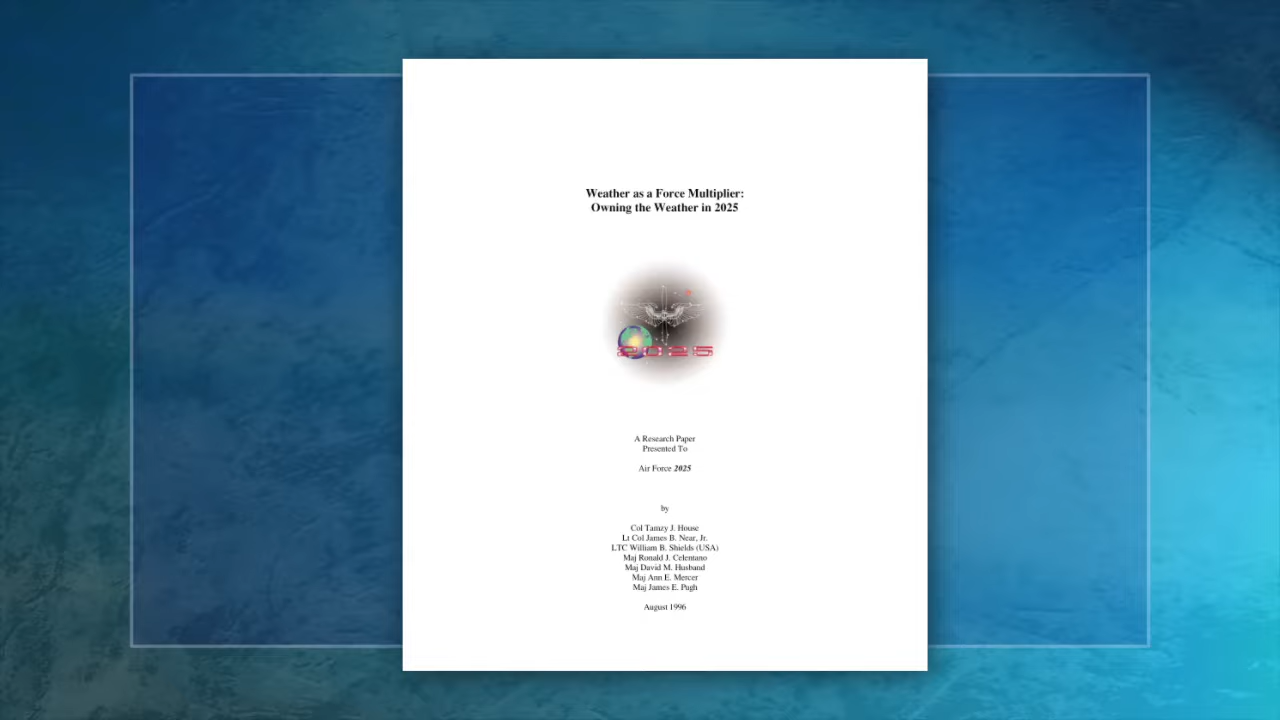 Weather as a Force Multiplier:
Owning the Weather in 2025
2025
A Research Paper
Presented To
Air Force 2025
by
Col Tamzy J. House
Lt Col James B. Near, Jr.
LTC William B. Shields (USA)
Maj Ronald J. Celentano
Maj David M. Husband
Maj Ann E. Mercer
Maj James E. Pugh
August 1996